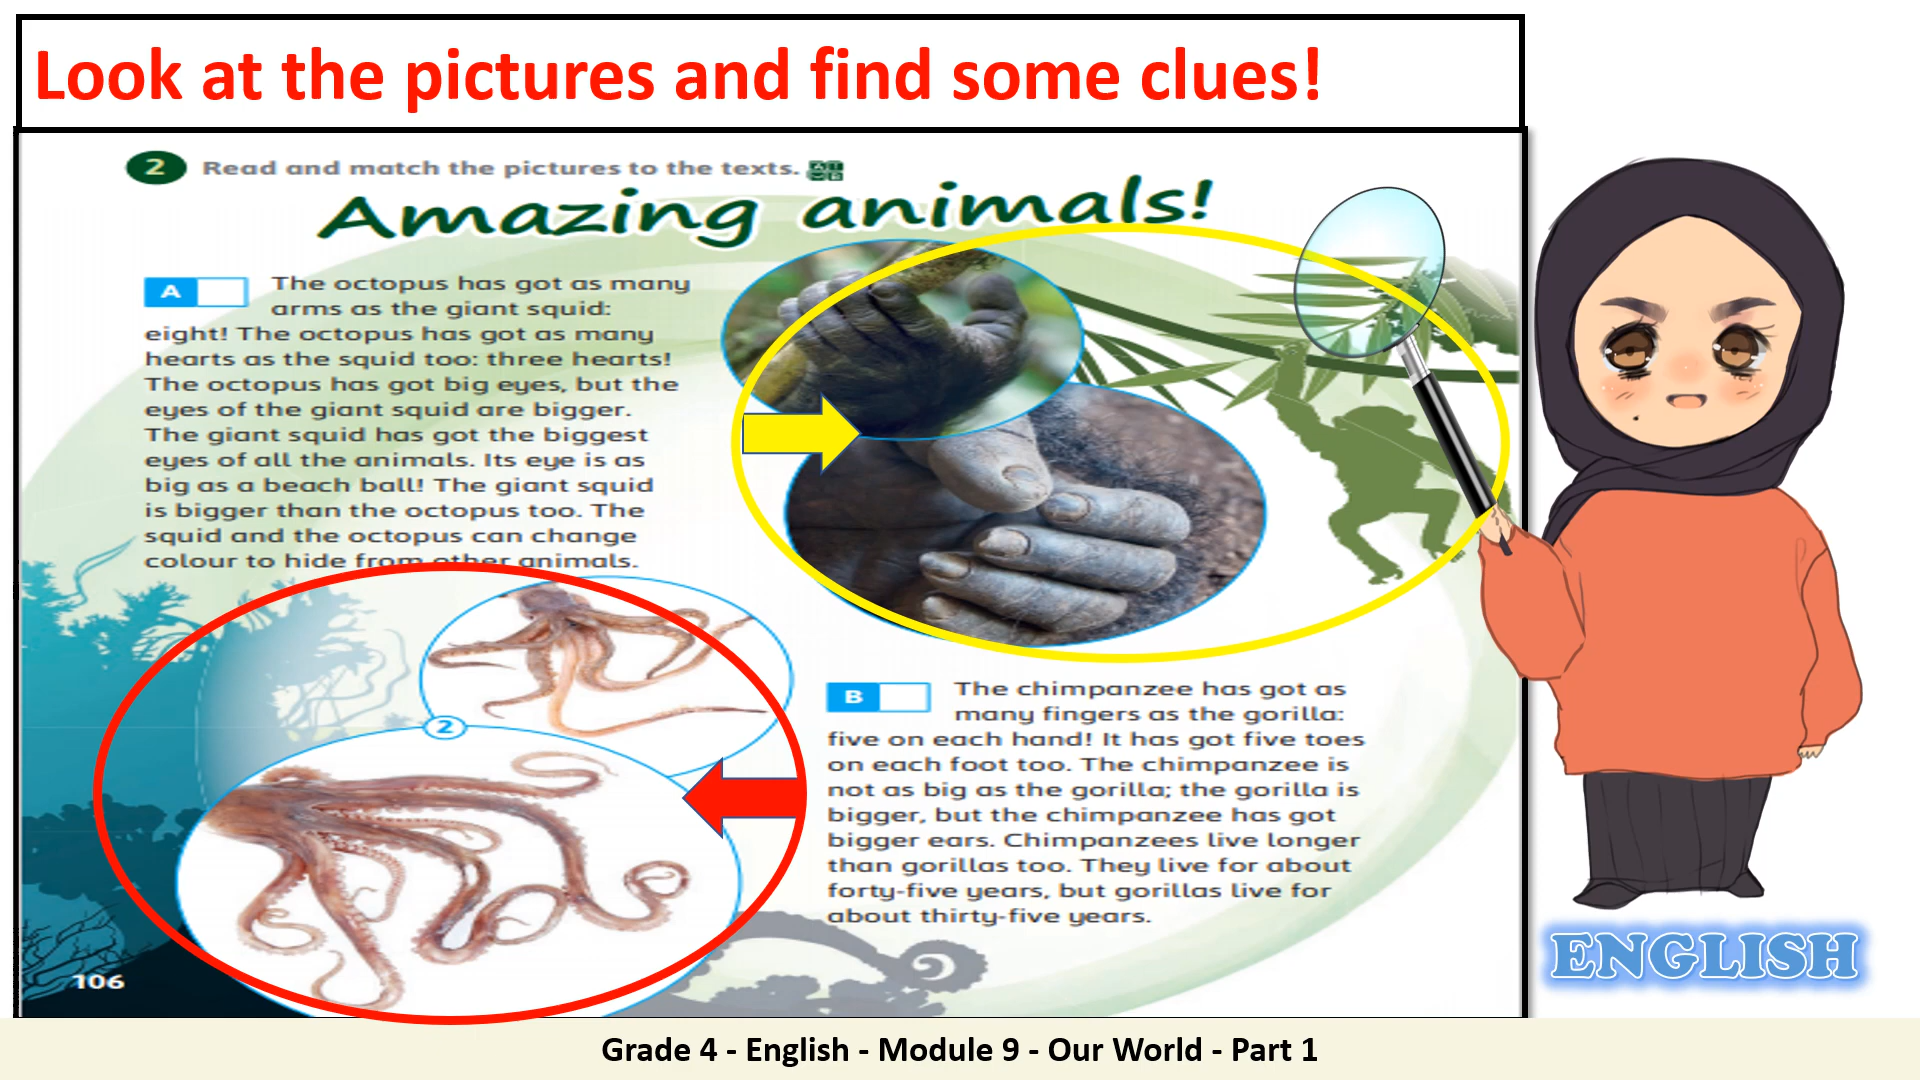 Look at the pictures and find some clues!
2 Read and match the pictures to the texts.
Amazing animals!
A The octopus has got as many
arms as the giant squid:
eight! The octopus has got as many
hearts as the squid too: three hearts!
The octopus has got big eyes, but the
eyes of the giant squid are bigger.
The giant squid has got the biggest
eyes of all the animals. Its eye is as
big as a beach ball! The giant squid
is bigger than the octopus too. The
squid and the octopus can change
colour to hide from other animals.
2
B The chimpanzee has got as
many fingers as the gorilla:
five on each hand! It has got five toes
on each foot too. The chimpanzee is
not as big as the gorilla; the gorilla is
bigger, but the chimpanzee has got
bigger ears. Chimpanzees live longer
than gorillas too. They live for about
forty-five years, but gorillas live for
about thirty-five years.
106
ENGLISH
Grade 4 - English - Module 9 - Our World - Part 1